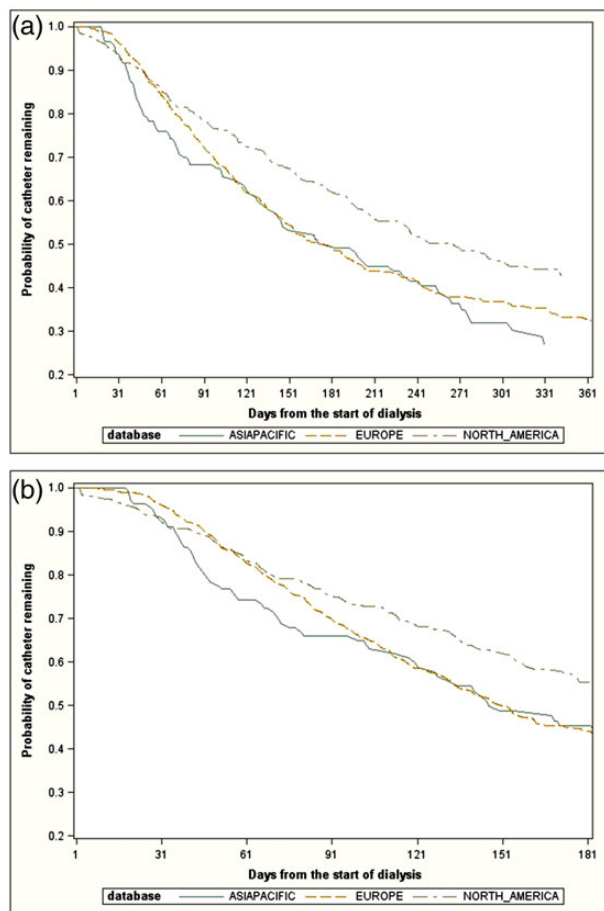 (a)
1.0
0.9
0.8
0.7
0.6
0.5
0.4
0.3
0.2
Probability of catheter remaining
1 31 61 91 121 151 181 211 241 271 301 331 361
Days from the start of dialysis
database ASIAPACIFIC EUROPE NORTH_AMERICA
(b)
1.0
0.9
0.8
0.7
0.6
0.5
0.4
0.3
0.2
Probability of catheter remaining
1 31 61 91 121 151 181
Days from the start of dialysis
database ASIAPACIFIC EUROPE NORTH_AMERICA